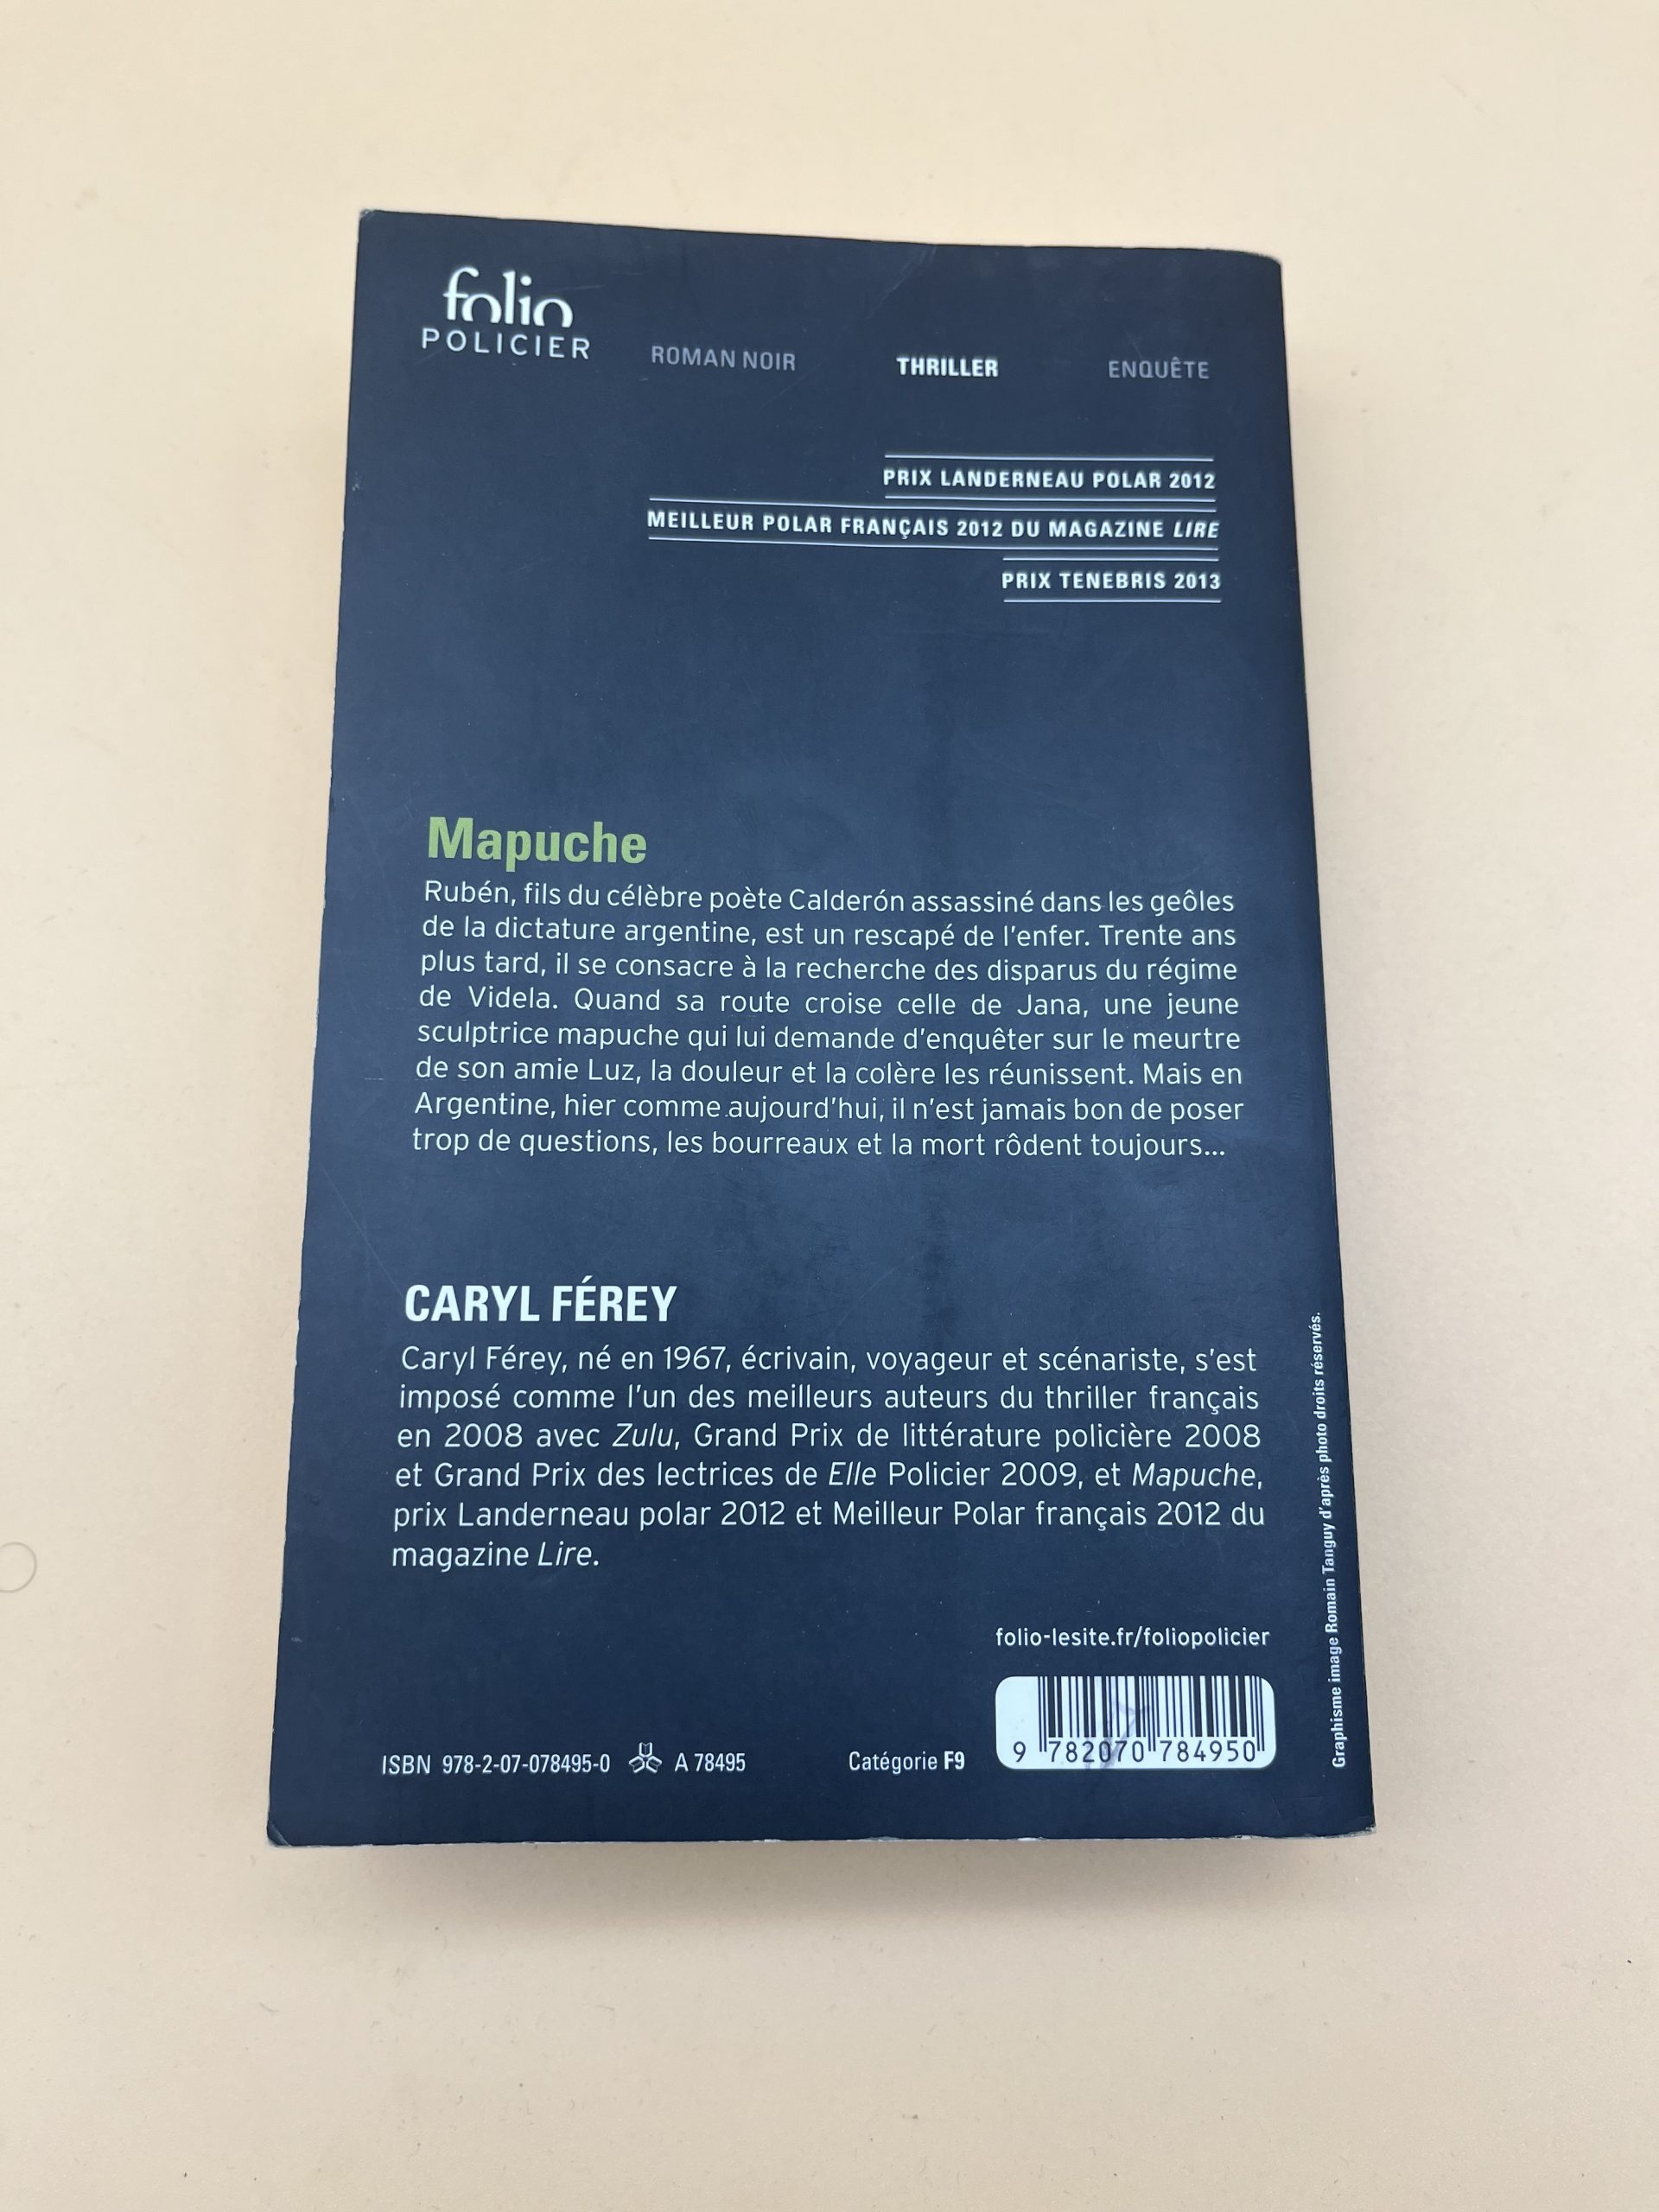 folio
POLICIER
ROMAN NOIR THRILLER ENQUÊTE
PRIX LANDERNEAU POLAR 2012
MEILLEUR POLAR FRANÇAIS 2012 DU MAGAZINE LIRE
PRIX TENEBRIS 2013
Mapuche
Rubén, fils du célèbre poète Calderón assassiné dans les geôles
de la dictature argentine, est un rescapé de l'enfer. Trente ans
plus tard, il se consacre à la recherche des disparus du régime
de Videla. Quand sa route croise celle de Jana, une jeune
sculptrice mapuche qui lui demande d'enquêter sur le meurtre
de son amie Luz, la douleur et la colère les réunissent. Mais en
Argentine, hier comme aujourd'hui, il n'est jamais bon de poser
trop de questions, les bourreaux et la mort rôdent toujours...
CARYL FÉREY
Caryl Férey, né en 1967, écrivain, voyageur et scénariste, s'est
imposé comme l'un des meilleurs auteurs du thriller français
en 2008 avec Zulu, Grand Prix de littérature policière 2008
et Grand Prix des lectrices de Elle Policier 2009, et Mapuche,
prix Landerneau polar 2012 et Meilleur Polar français 2012 du
magazine Lire.
folio-lesite.fr/foliopolicier
ISBN 978-2-07-078495-0 A 78495 Catégorie F9
9 782070 784950
Graphisme image Romain Tanguy d'après photo droits réservés.